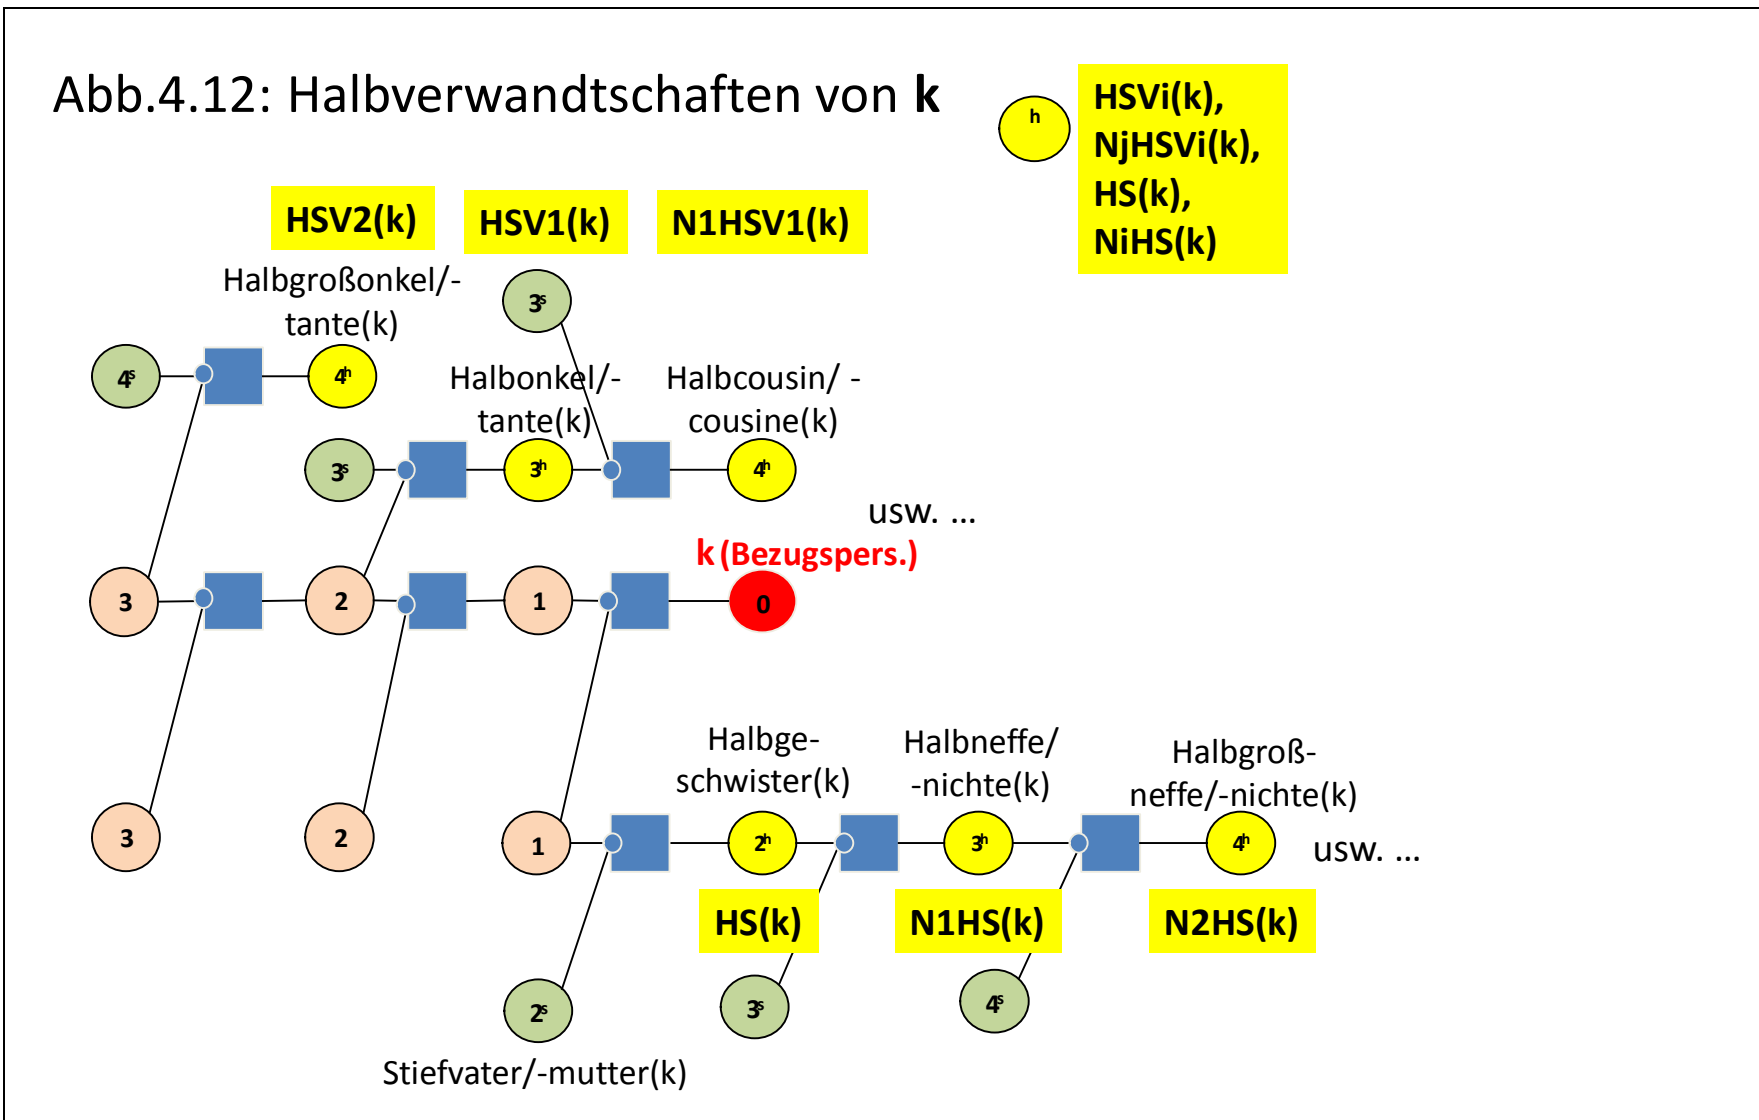 Abb.4.12: Halbverwandtschaften von k
h
HSVi(k),
NjHSVi(k),
HS(k),
NiHS(k)
HSV2(k)
HSV1(k)
N1HSV1(k)
Halbgroßonkel/-
tante(k)
3s
4s
4h
Halbonkel/-
tante(k)
Halbcousin/ -
cousine(k)
3s
3h
4h
usw. ...
k (Bezugspers.)
3
2
1
0
Halbge-
schwister(k)
Halbneffe/
-nichte(k)
Halbgroß-
neffe/-nichte(k)
3
2
1
2h
3h
4h
usw. ...
HS(k)
N1HS(k)
N2HS(k)
2s
3s
4s
Stiefvater/-mutter(k)